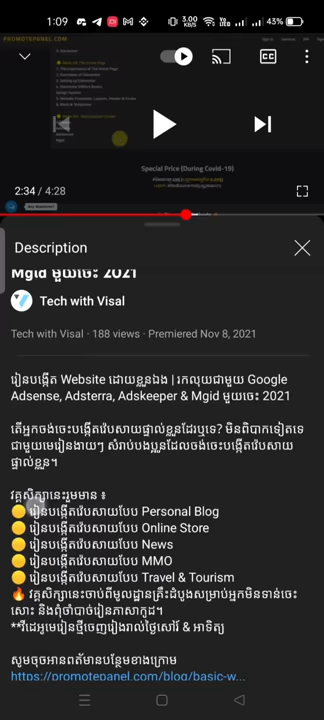 1:09
3.00 KB/S
43%
PROMOTEPANEL.COM
CC
Special Price (During Covid-19)
2:34 / 4:28
Description
Mgid មួយចេះ 2021
Tech with Visal
Tech with Visal · 188 views · Premiered Nov 8, 2021
រៀនបង្កើត Website ដោយខ្លួនឯង | រកលុយជាមួយ Google
Adsense, Adsterra, Adskeeper & Mgid មួយចេះ 2021
តើអ្នកចង់ចេះបង្កើតវ៉េបសាយផ្ទាល់ខ្លួនដែរឬទេ? មិនពិបាកទៀតទេ
ជាមួយមេរៀនងាយៗ សំរាប់បងប្អូនដែលចង់ចេះបង្កើតវ៉េបសាយ
ផ្ទាល់ខ្លួន។
វគ្គសិក្សានេះរួមមាន ៖
🟡 រៀនបង្កើតវ៉េបសាយបែប Personal Blog
🟡 រៀនបង្កើតវ៉េបសាយបែប Online Store
🟡 រៀនបង្កើតវ៉េបសាយបែប News
🟡 រៀនបង្កើតវ៉េបសាយបែប MMO
🟡 រៀនបង្កើតវ៉េបសាយបែប Travel & Tourism
🔥 វគ្គសិក្សានេះចាប់ពីមូលដ្ឋានគ្រឹះដំបូងសម្រាប់អ្នកមិនទាន់ចេះ
សោះ និងពុំចាំបាច់រៀនភាសាកូដ។
**វីដេអូមេរៀនថ្មីចេញរៀងរាល់ថ្ងៃសៅរ៍ & អាទិត្យ
សូមចុចអានពត័មានបន្ថែមខាងក្រោម
https://promotepanel.com/blog/basic-w...